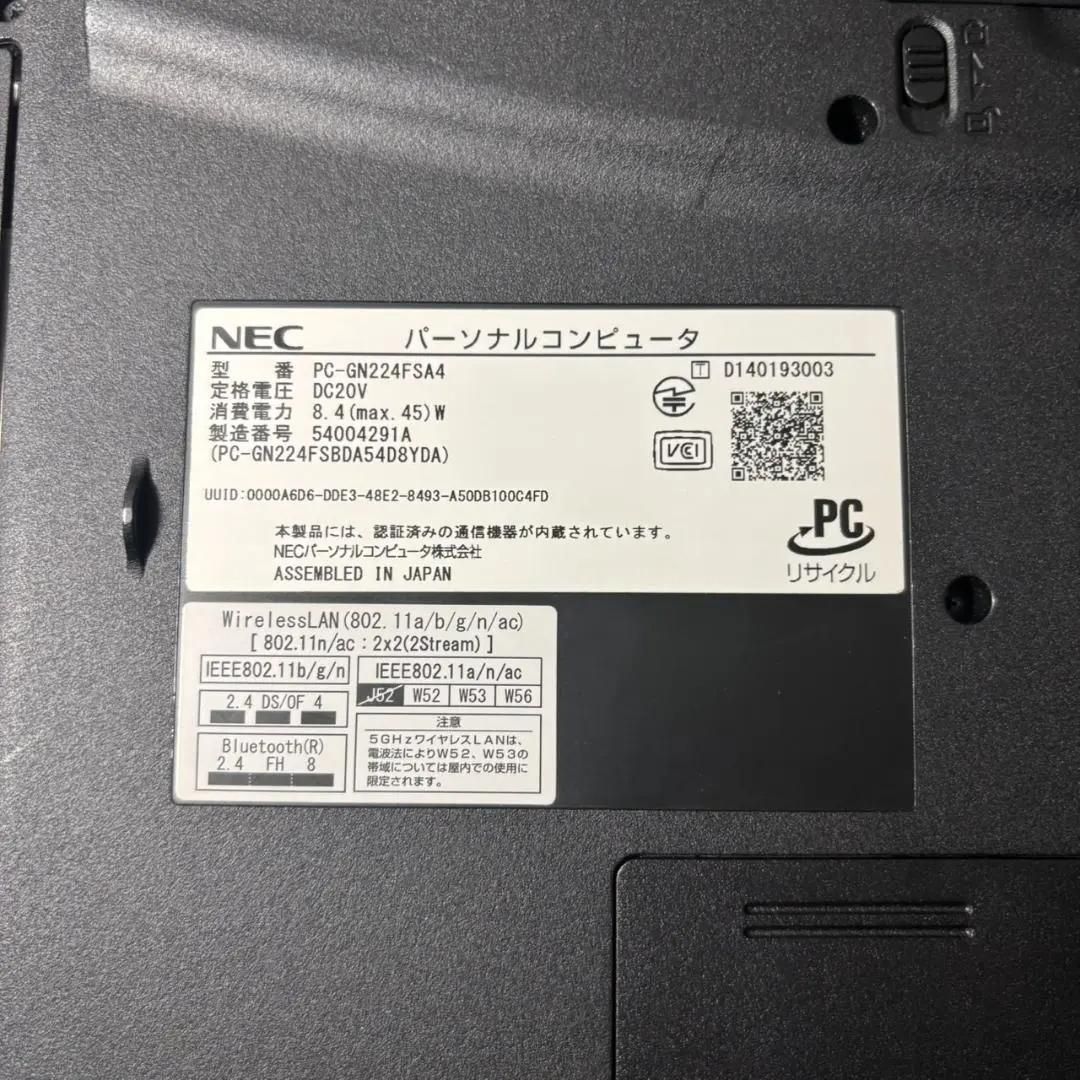 NEC パーソナルコンピュータ
型 番 PC-GN224FSA4
T D140193003
定格電圧 DC20V
消費電力 8.4(max.45)W
製造番号 54004291A
(PC-GN224FSBDA54D8YDA)
VCI
UUID:0000A6D6-DDE3-48E2-8493-A50DB100C4FD
本製品には、認証済みの通信機器が内蔵されています。
NECパーソナルコンピュータ株式会社
ASSEMBLED IN JAPAN
PC
リサイクル
WirelessLAN(802.11a/b/g/n/ac)
[ 802.11n/ac:2x2(2Stream) ]
IEEE802.11b/g/n
IEEE802.11a/n/ac
J52 W52 W53 W56
2.4 DS/OF 4
Bluetooth(R)
2.4 FH 8
注意
5GHzワイヤレスLANは、
電波法によりW52、W53の
帯域については屋内での使用に
限定されます。